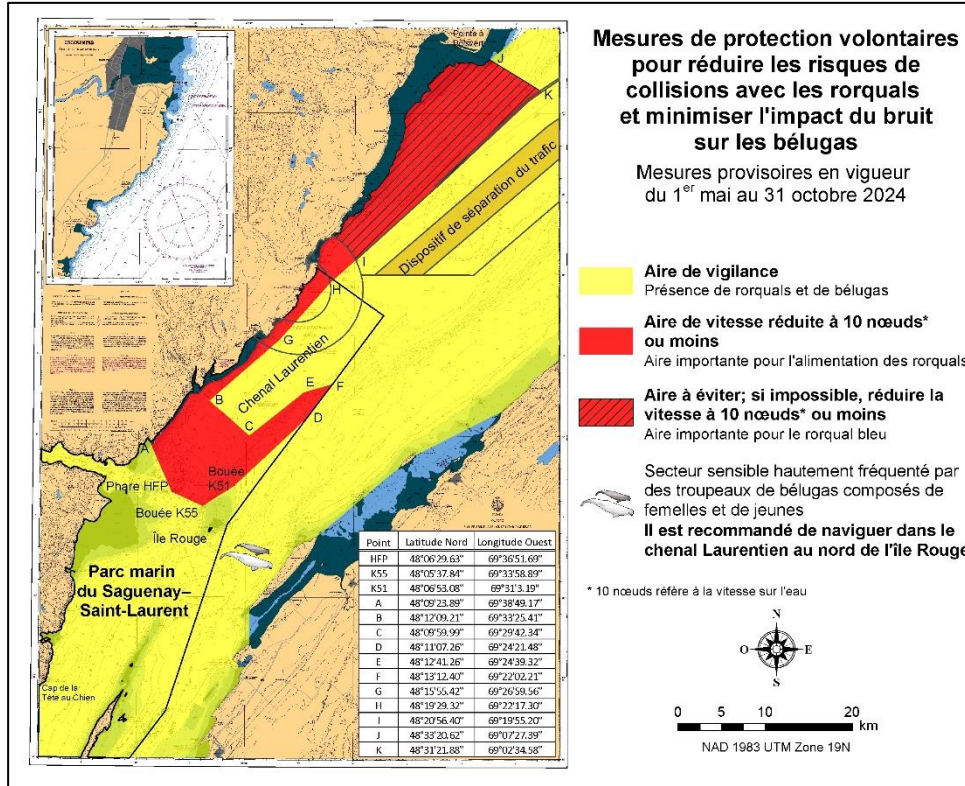 Mesures de protection volontaires
pour réduire les risques de
collisions avec les rorquals
et minimiser l'impact du bruit
sur les bélugas
Mesures provisoires en vigueur
du 1er mai au 31 octobre 2024
Aire de vigilance
Présence de rorquals et de bélugas
Aire de vitesse réduite à 10 nœuds*
ou moins
Aire importante pour l'alimentation des rorquals
Aire à éviter; si impossible, réduire la
vitesse à 10 nœuds* ou moins
Aire importante pour le rorqual bleu
Secteur sensible hautement fréquenté par
des troupeaux de bélugas composés de
femelles et de jeunes
Il est recommandé de naviguer dans le
chenal Laurentien au nord de l'île Rouge
* 10 nœuds réfère à la vitesse sur l'eau
N
O
E
S
0 5 10 20
km
NAD 1983 UTM Zone 19N
Pointe à
Boisvert
J
K
Dispositif de séparation du trafic
I
H
G
Chenal Laurentien
B
E
F
C
D
A
Bouée
K51
Phare HFP
Bouée K55
Île Rouge
Parc marin
du Saguenay–
Saint-Laurent
Cap de la
Tête au Chien
Point Latitude Nord Longitude Ouest
HFP 48°06'29.63" 69°36'51.69"
K55 48°05'37.84" 69°33'58.89"
K51 48°06'53.08" 69°31'3.19"
A 48°09'23.89" 69°38'49.17"
B 48°12'09.21" 69°33'25.41"
C 48°09'59.99" 69°29'42.34"
D 48°11'07.26" 69°24'21.48"
E 48°12'41.26" 69°24'39.32"
F 48°13'12.40" 69°22'02.21"
G 48°15'55.42" 69°26'59.56"
H 48°19'29.32" 69°22'17.30"
I 48°20'56.40" 69°19'55.20"
J 48°33'20.62" 69°07'27.39"
K 48°31'21.88" 69°02'34.58"